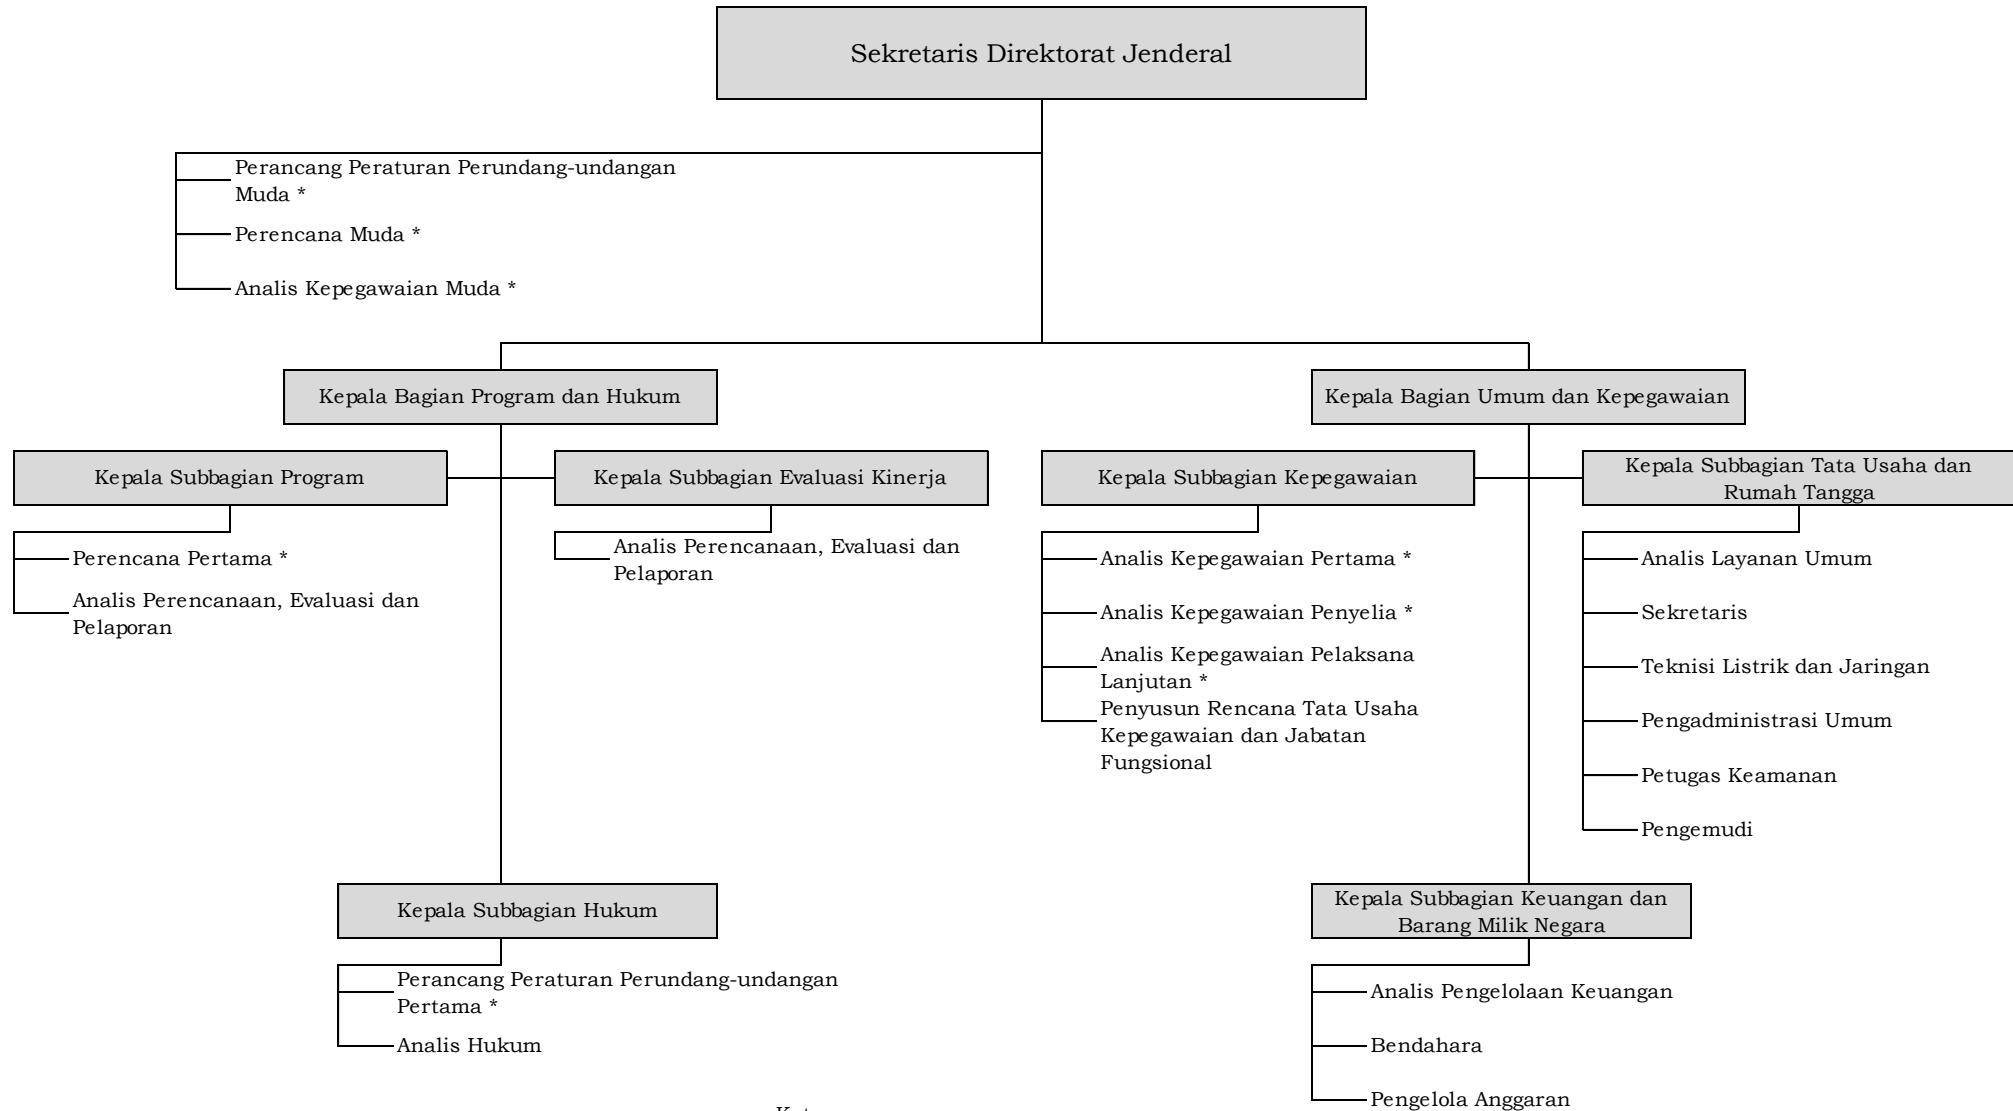 Sekretaris Direktorat Jenderal
Perancang Peraturan Perundang-undangan
Muda *
Perencana Muda *
Analis Kepegawaian Muda *
Kepala Bagian Program dan Hukum
Kepala Bagian Umum dan Kepegawaian
Kepala Subbagian Program
Kepala Subbagian Evaluasi Kinerja
Kepala Subbagian Kepegawaian
Kepala Subbagian Tata Usaha dan
Rumah Tangga
Perencana Pertama *
Analis Perencanaan, Evaluasi dan
Pelaporan
Analis Perencanaan, Evaluasi dan
Pelaporan
Analis Kepegawaian Pertama *
Analis Kepegawaian Penyelia *
Analis Kepegawaian Pelaksana
Lanjutan *
Penyusun Rencana Tata Usaha
Kepegawaian dan Jabatan
Fungsional
Analis Layanan Umum
Sekretaris
Teknisi Listrik dan Jaringan
Pengadministrasi Umum
Petugas Keamanan
Pengemudi
Kepala Subbagian Hukum
Kepala Subbagian Keuangan dan
Barang Milik Negara
Perancang Peraturan Perundang-undangan
Pertama *
Analis Hukum
Analis Pengelolaan Keuangan
Bendahara
Pengelola Anggaran